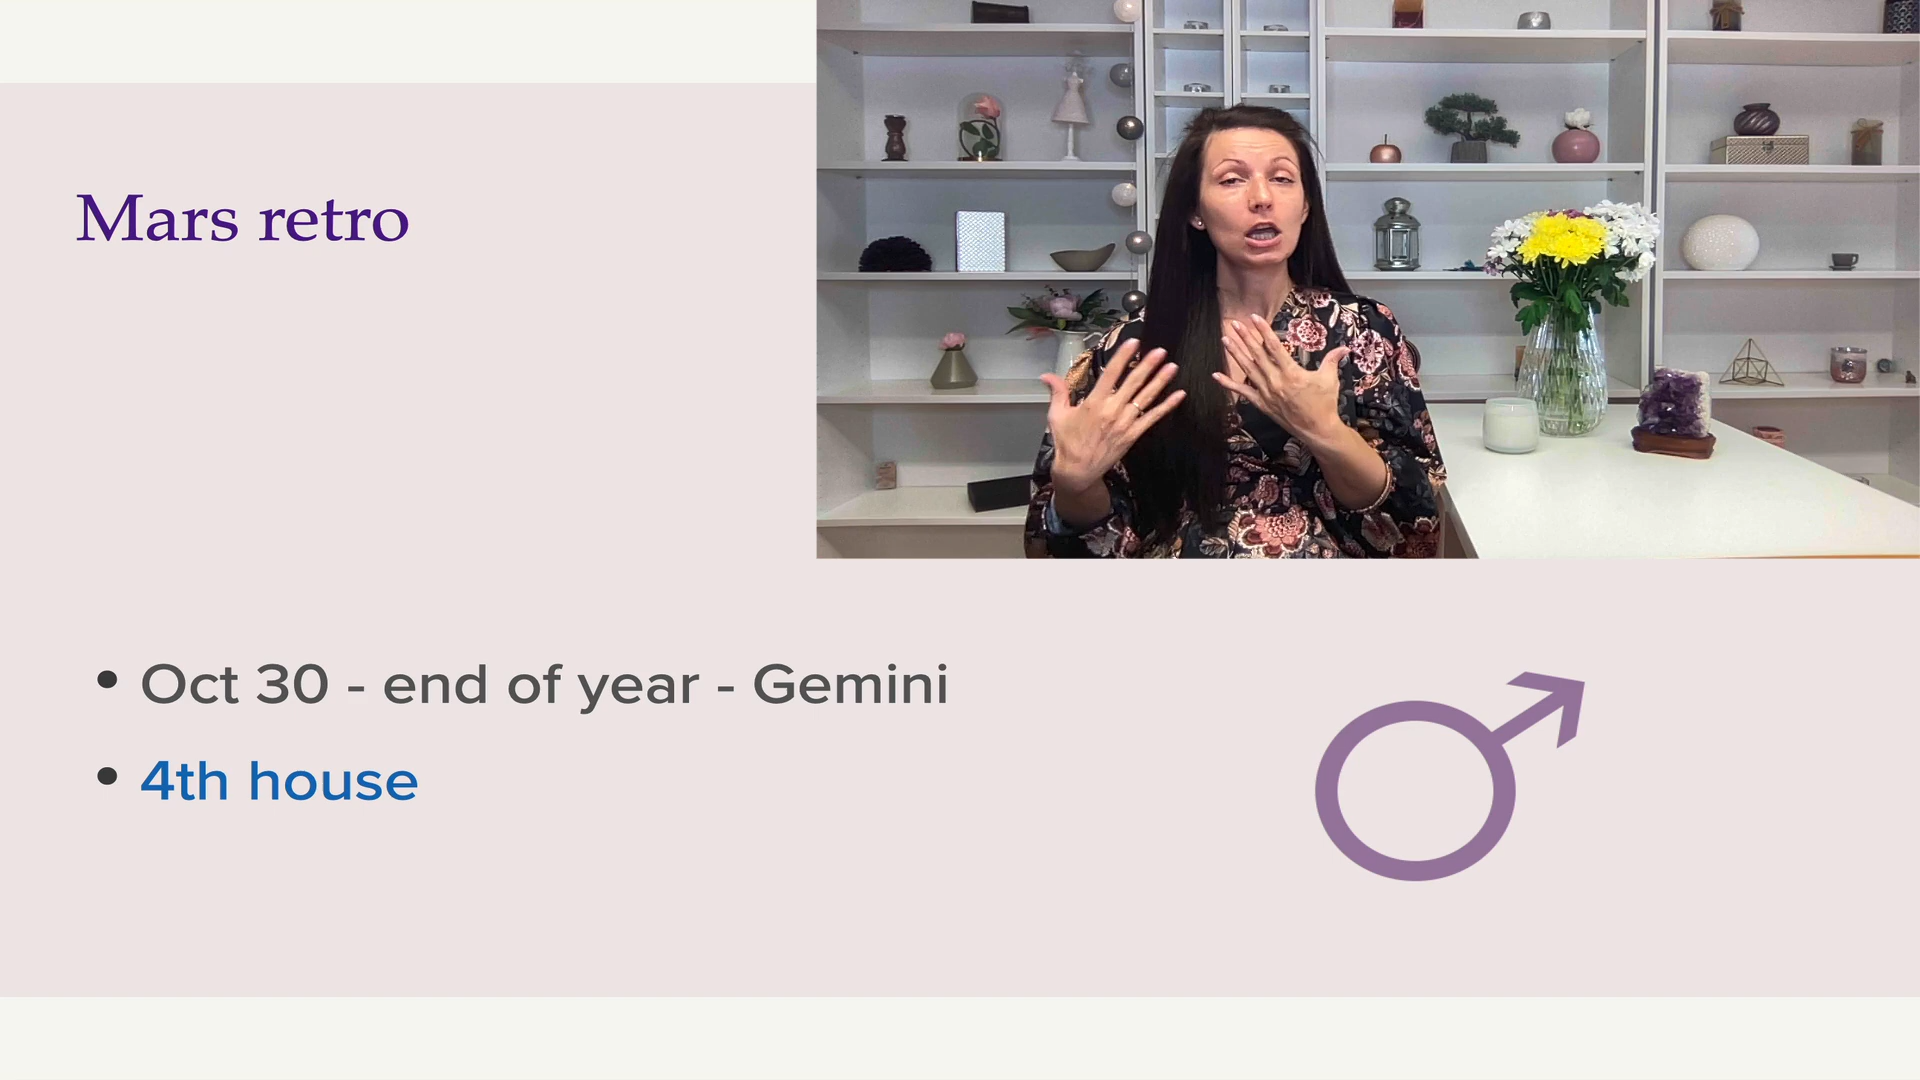 Mars retro
Oct 30 - end of year - Gemini
4th house